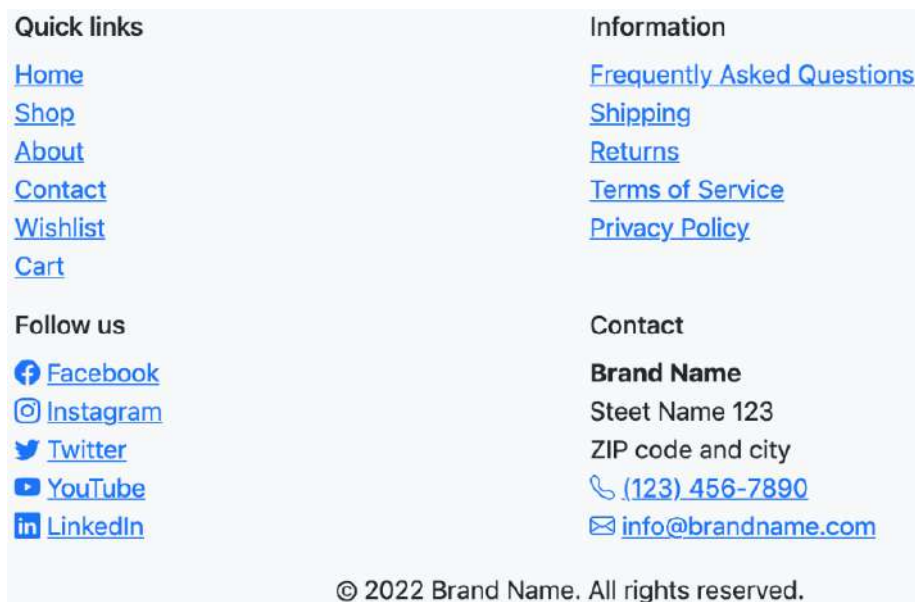 Quick links
Home
Shop
About
Contact
Wishlist
Cart
Information
Frequently Asked Questions
Shipping
Returns
Terms of Service
Privacy Policy
Follow us
Facebook
Instagram
Twitter
YouTube
LinkedIn
Contact
Brand Name
Steet Name 123
ZIP code and city
(123) 456-7890
info@brandname.com
© 2022 Brand Name. All rights reserved.